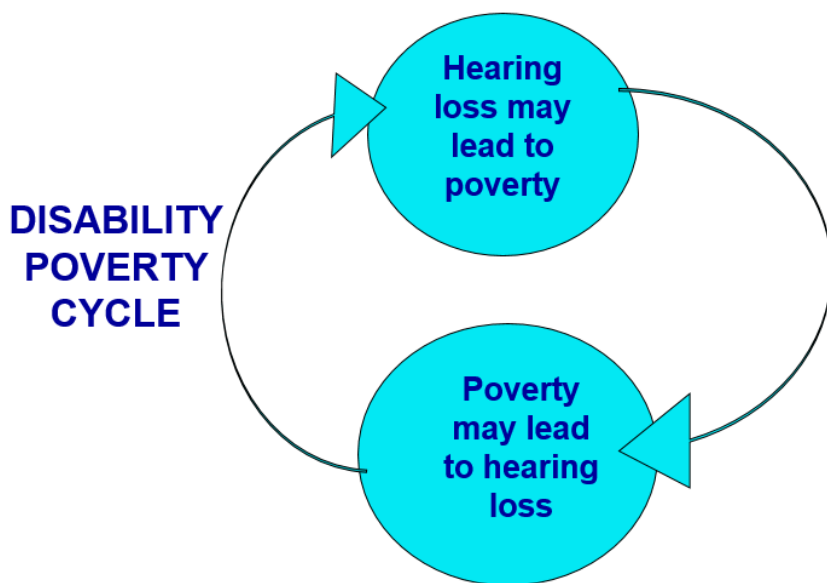 Hearing
loss may
lead to
poverty
DISABILITY
POVERTY
CYCLE
Poverty
may lead
to hearing
loss